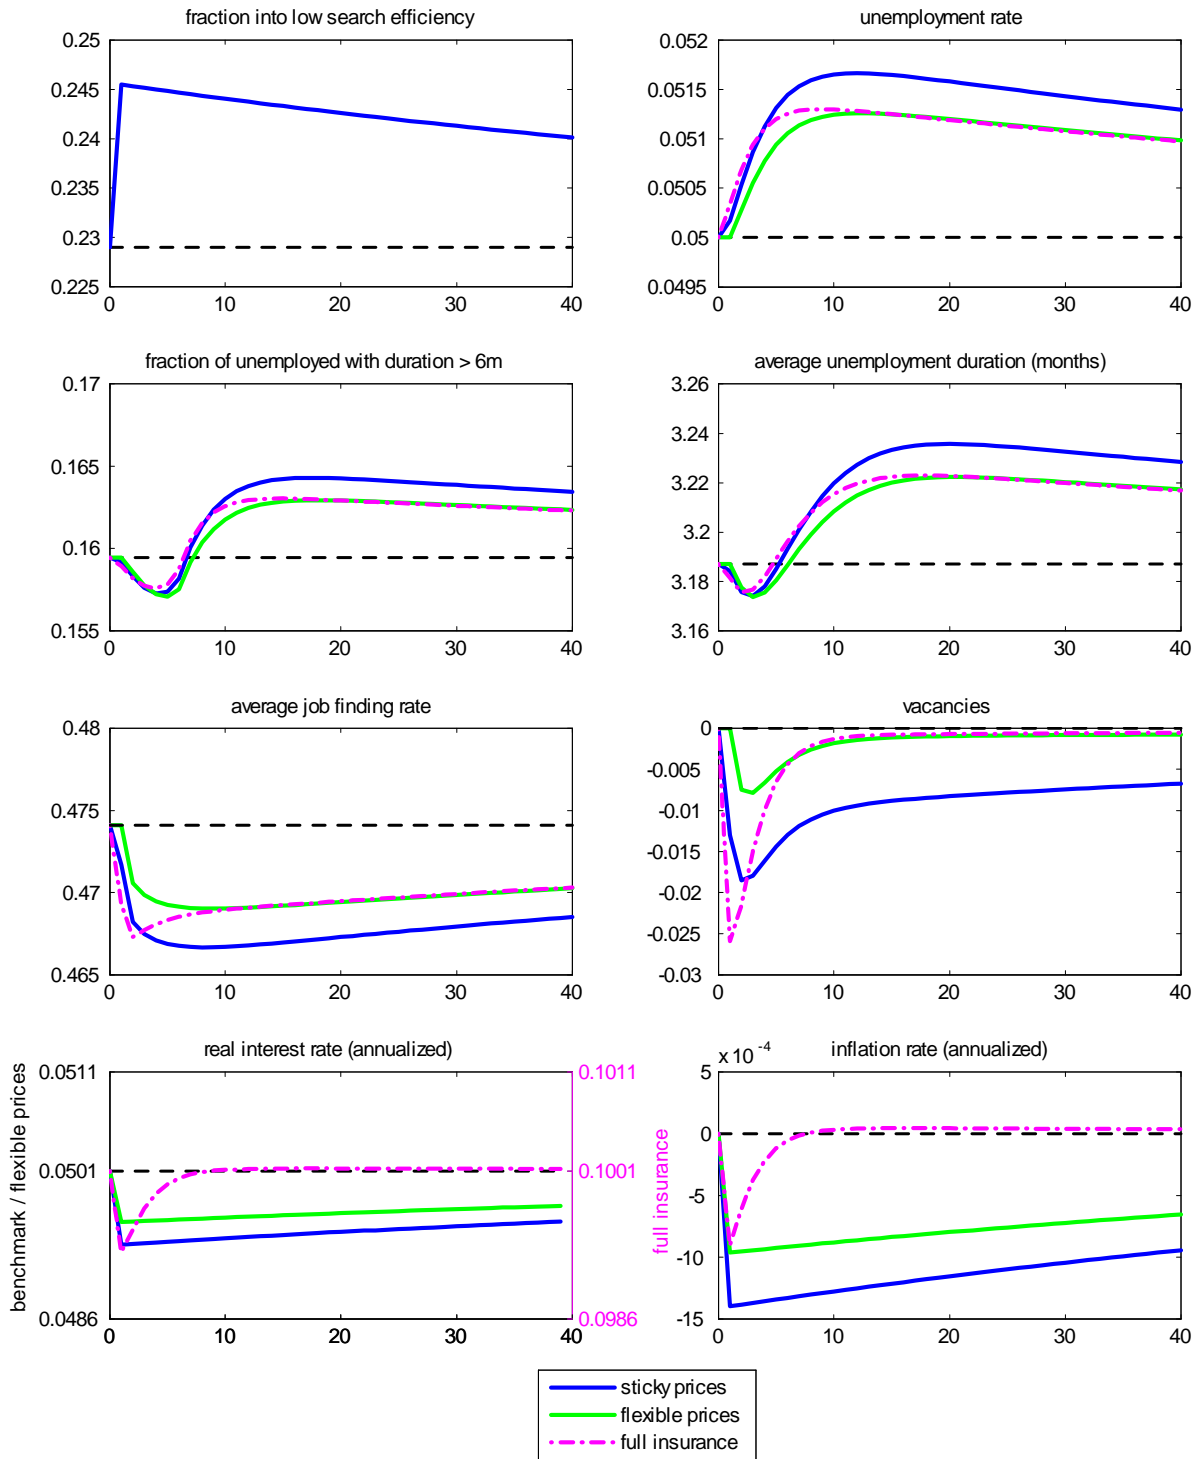 fraction into low search efficiency
0.25
0.245
0.24
0.235
0.23
0.225
0 10 20 30 40
unemployment rate
0.052
0.0515
0.051
0.0505
0.05
0.0495
0 10 20 30 40
fraction of unemployed with duration > 6m
0.17
0.165
0.16
0.155
0 10 20 30 40
average unemployment duration (months)
3.26
3.24
3.22
3.2
3.18
3.16
0 10 20 30 40
average job finding rate
0.48
0.475
0.47
0.465
0 10 20 30 40
vacancies
0
-0.005
-0.01
-0.015
-0.02
-0.025
-0.03
0 10 20 30 40
real interest rate (annualized)
benchmark / flexible prices
0.0511
0.0501
0.0486
0 10 20 30 40
0.1011
0.1001
0.0986
full insurance
inflation rate (annualized)
x 10 -4
5
0
-5
-10
-15
0 10 20 30 40
sticky prices
flexible prices
full insurance